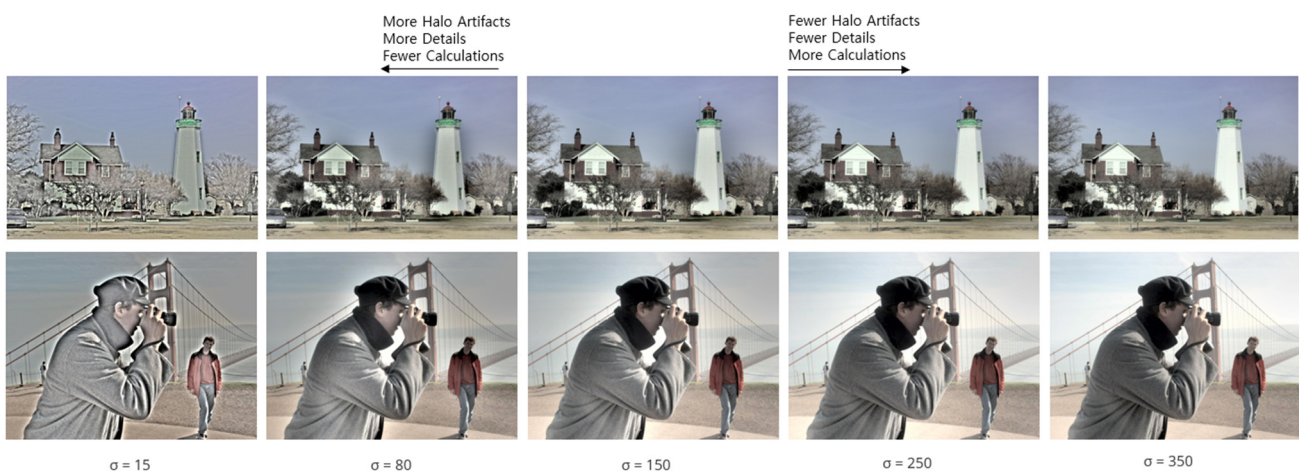 More Halo Artifacts
More Details
Fewer Calculations
Fewer Halo Artifacts
Fewer Details
More Calculations
σ = 15
σ = 80
σ = 150
σ = 250
σ = 350